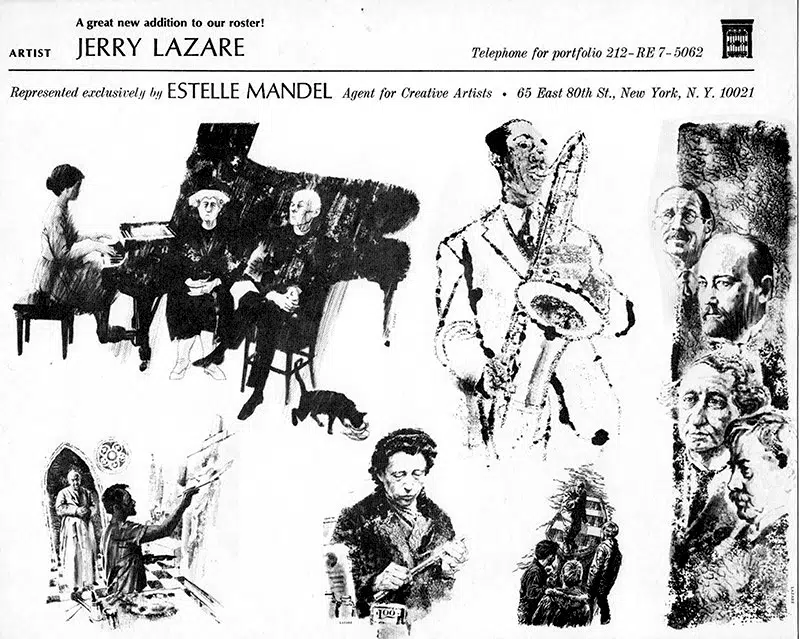 A great new addition to our roster!
ARTIST JERRY LAZARE
Telephone for portfolio 212-RE 7-5062
Represented exclusively by ESTELLE MANDEL Agent for Creative Artists • 65 East 80th St., New York, N. Y. 10021
LAZARE